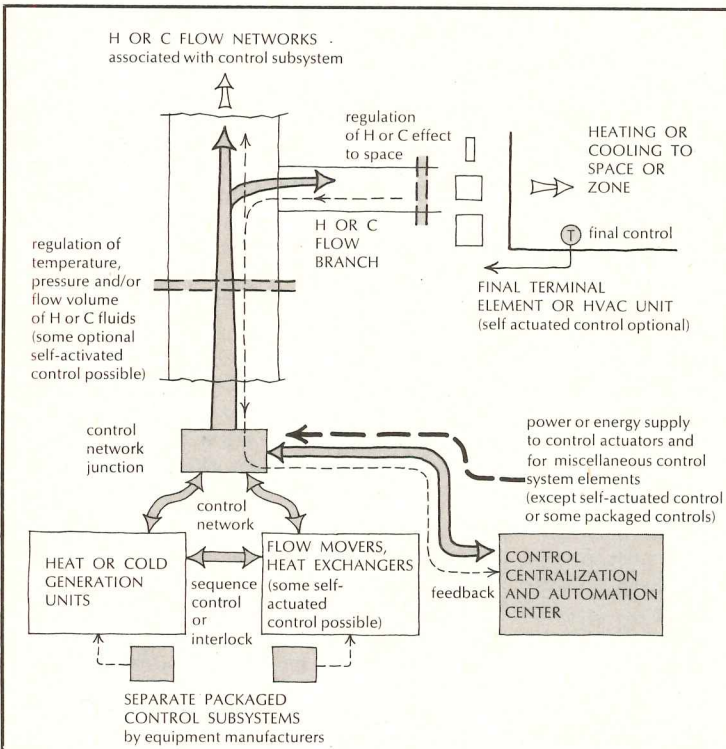 H OR C FLOW NETWORKS
associated with control subsystem
regulation
of H or C effect
to space
HEATING OR
COOLING TO
SPACE OR
ZONE
T
final control
H OR C
FLOW
BRANCH
FINAL TERMINAL
ELEMENT OR HVAC UNIT
(self actuated control optional)
regulation of
temperature,
pressure and/or
flow volume
of H or C fluids
(some optional
self-activated
control possible)
control
network
junction
power or energy supply
to control actuators and
for miscellaneous control
system elements
(except self-actuated control
or some packaged controls)
control
network
HEAT OR COLD
GENERATION
UNITS
sequence
control
or
interlock
FLOW MOVERS,
HEAT EXCHANGERS
(some self-
actuated
control possible)
feedback
CONTROL
CENTRALIZATION
AND AUTOMATION
CENTER
SEPARATE PACKAGED
CONTROL SUBSYSTEMS
by equipment manufacturers